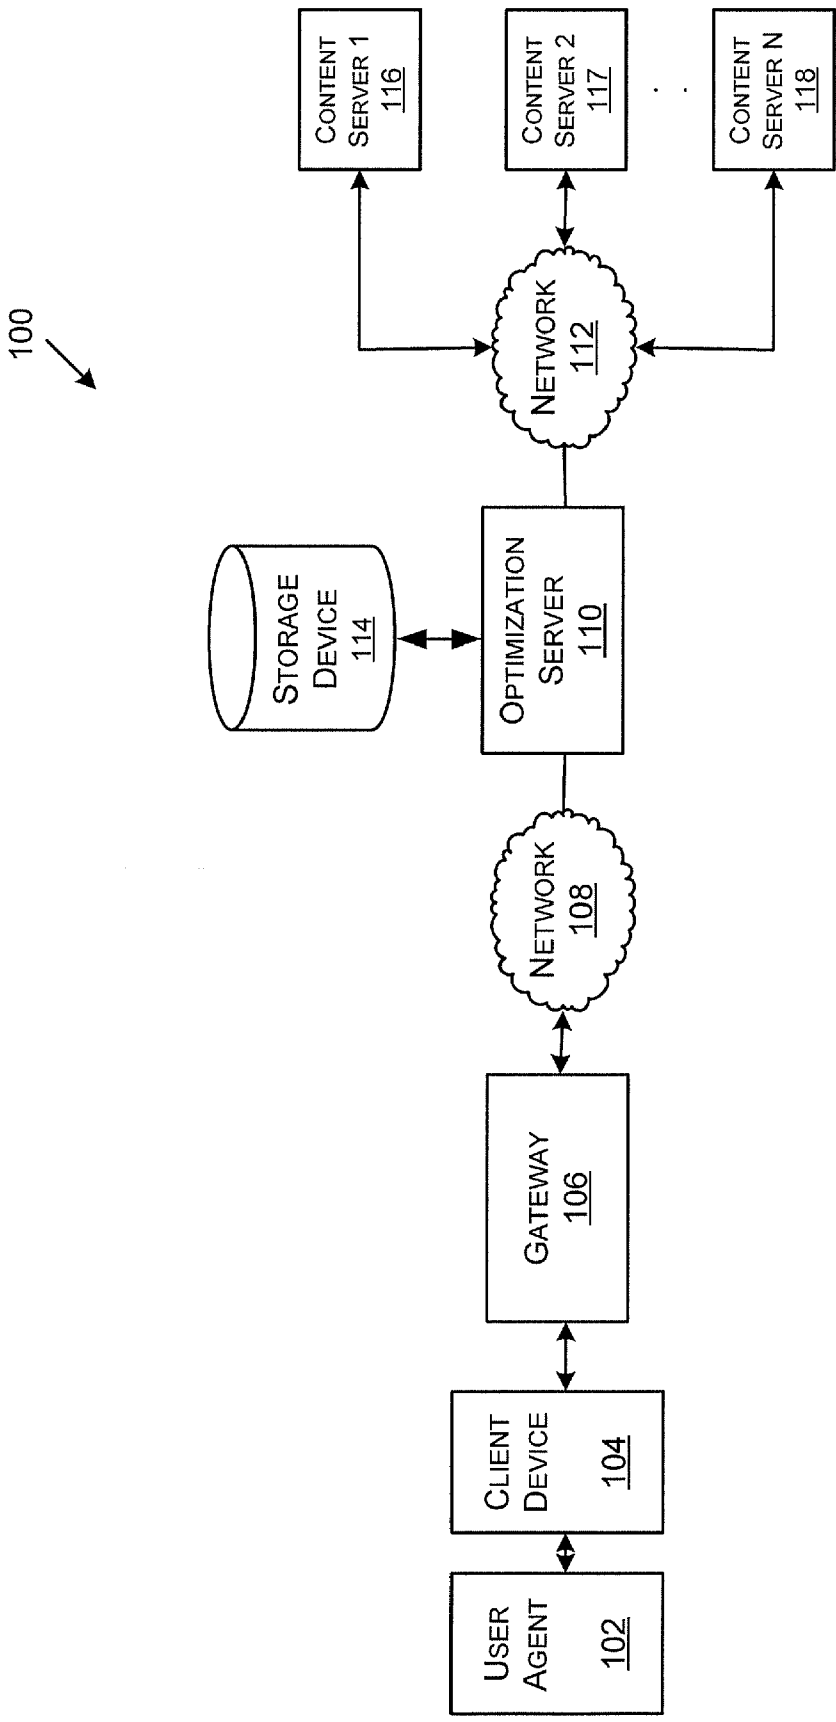 100
USER
AGENT
102
CLIENT
DEVICE
104
GATEWAY
106
NETWORK
108
OPTIMIZATION
SERVER
110
STORAGE
DEVICE
114
NETWORK
112
CONTENT
SERVER 1
116
CONTENT
SERVER 2
117
CONTENT
SERVER N
118